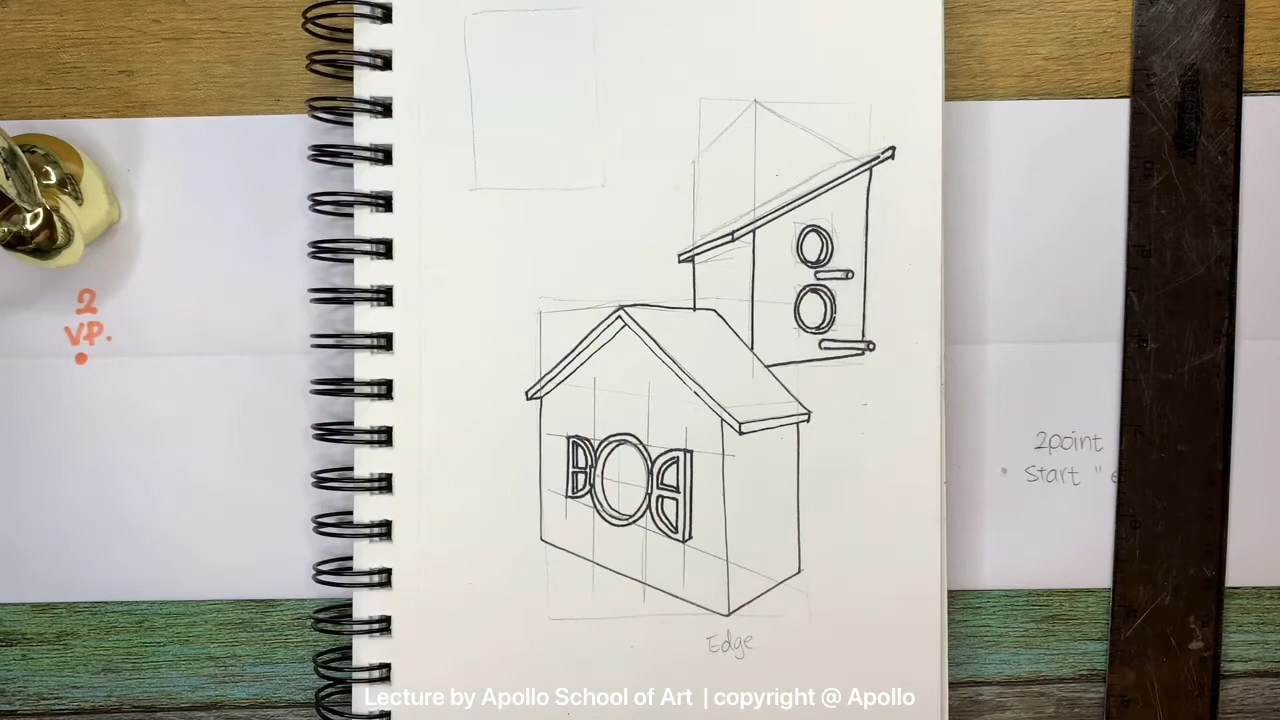 2
V.P.
2point
Start "
Edge
Lecture by Apollo School of Art | copyright @ Apollo